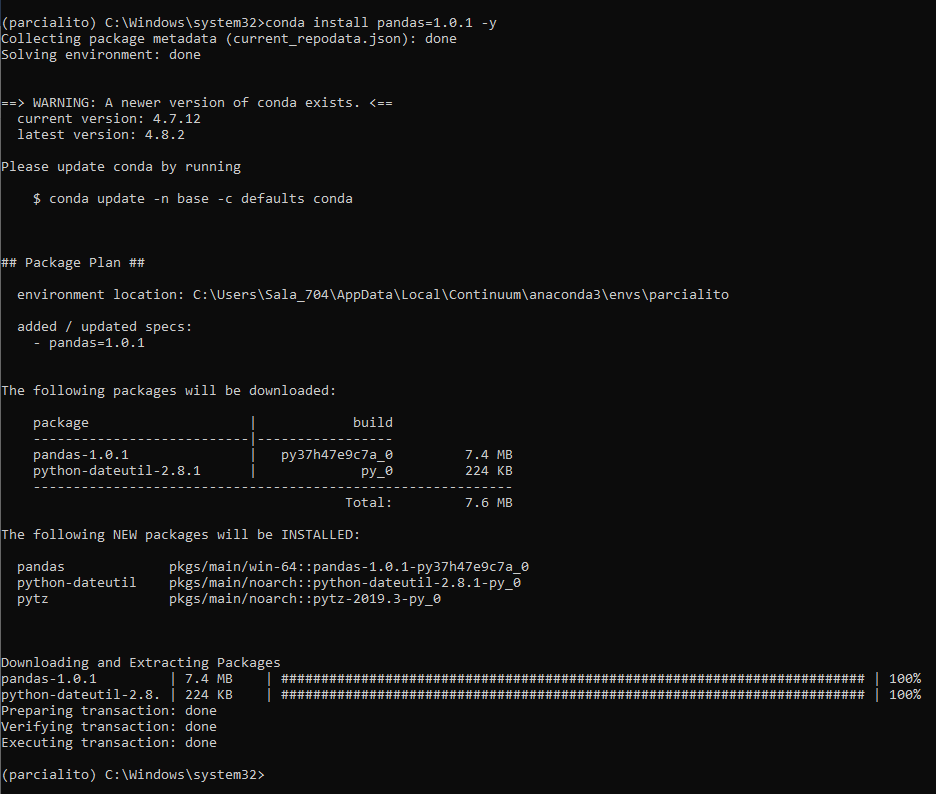 (parcialito) C:\Windows\system32>conda install pandas=1.0.1 -y
Collecting package metadata (current_repodata.json): done
Solving environment: done
==> WARNING: A newer version of conda exists. <==
  current version: 4.7.12
  latest version: 4.8.2
Please update conda by running
    $ conda update -n base -c defaults conda
## Package Plan ##
  environment location: C:\Users\Sala_704\AppData\Local\Continuum\anaconda3\envs\parcialito
  added / updated specs:
    - pandas=1.0.1
The following packages will be downloaded:
    package                    |            build
    ---------------------------|-----------------
    pandas-1.0.1               |   py37h47e9c7a_0         7.4 MB
    python-dateutil-2.8.1      |             py_0         224 KB
    ------------------------------------------------------------
                                           Total:         7.6 MB
The following NEW packages will be INSTALLED:
  pandas             pkgs/main/win-64::pandas-1.0.1-py37h47e9c7a_0
  python-dateutil    pkgs/main/noarch::python-dateutil-2.8.1-py_0
  pytz               pkgs/main/noarch::pytz-2019.3-py_0
Downloading and Extracting Packages
pandas-1.0.1         | 7.4 MB    | ######################################################################### | 100%
python-dateutil-2.8. | 224 KB    | ######################################################################### | 100%
Preparing transaction: done
Verifying transaction: done
Executing transaction: done
(parcialito) C:\Windows\system32>